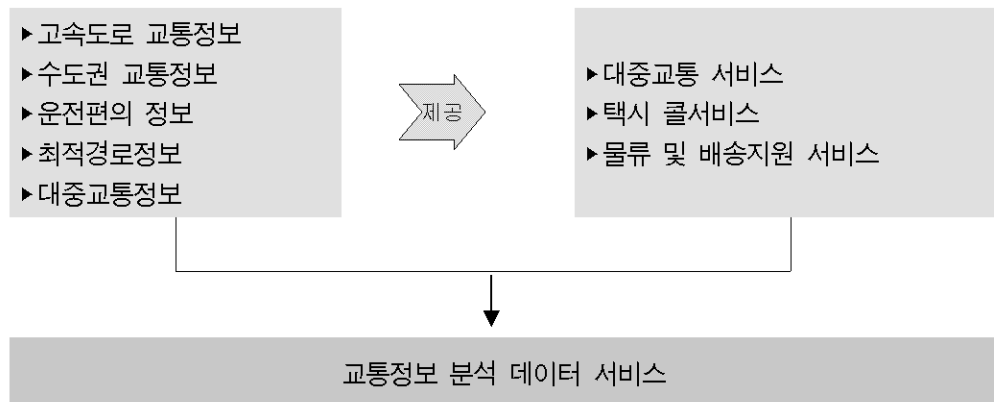 ▶고속도로 교통정보
▶수도권 교통정보
▶운전편의 정보
▶최적경로정보
▶대중교통정보
제공
▶대중교통 서비스
▶택시 콜서비스
▶물류 및 배송지원 서비스
교통정보 분석 데이터 서비스